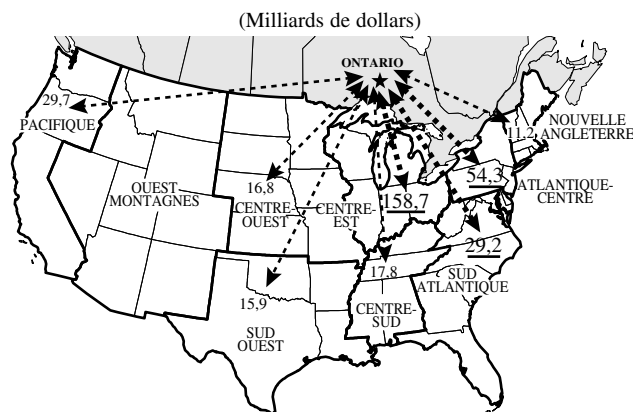 (Milliards de dollars)
ONTARIO
29,7
PACIFIQUE
11,2
NOUVELLE
ANGLETERRE
54,3
16,8
OUEST
MONTAGNES
CENTRE-
OUEST
CENTRE-
EST
158,7
ATLANTIQUE-
CENTRE
29,2
17,8
SUD
ATLANTIQUE
15,9
CENTRE-
SUD
SUD
OUEST